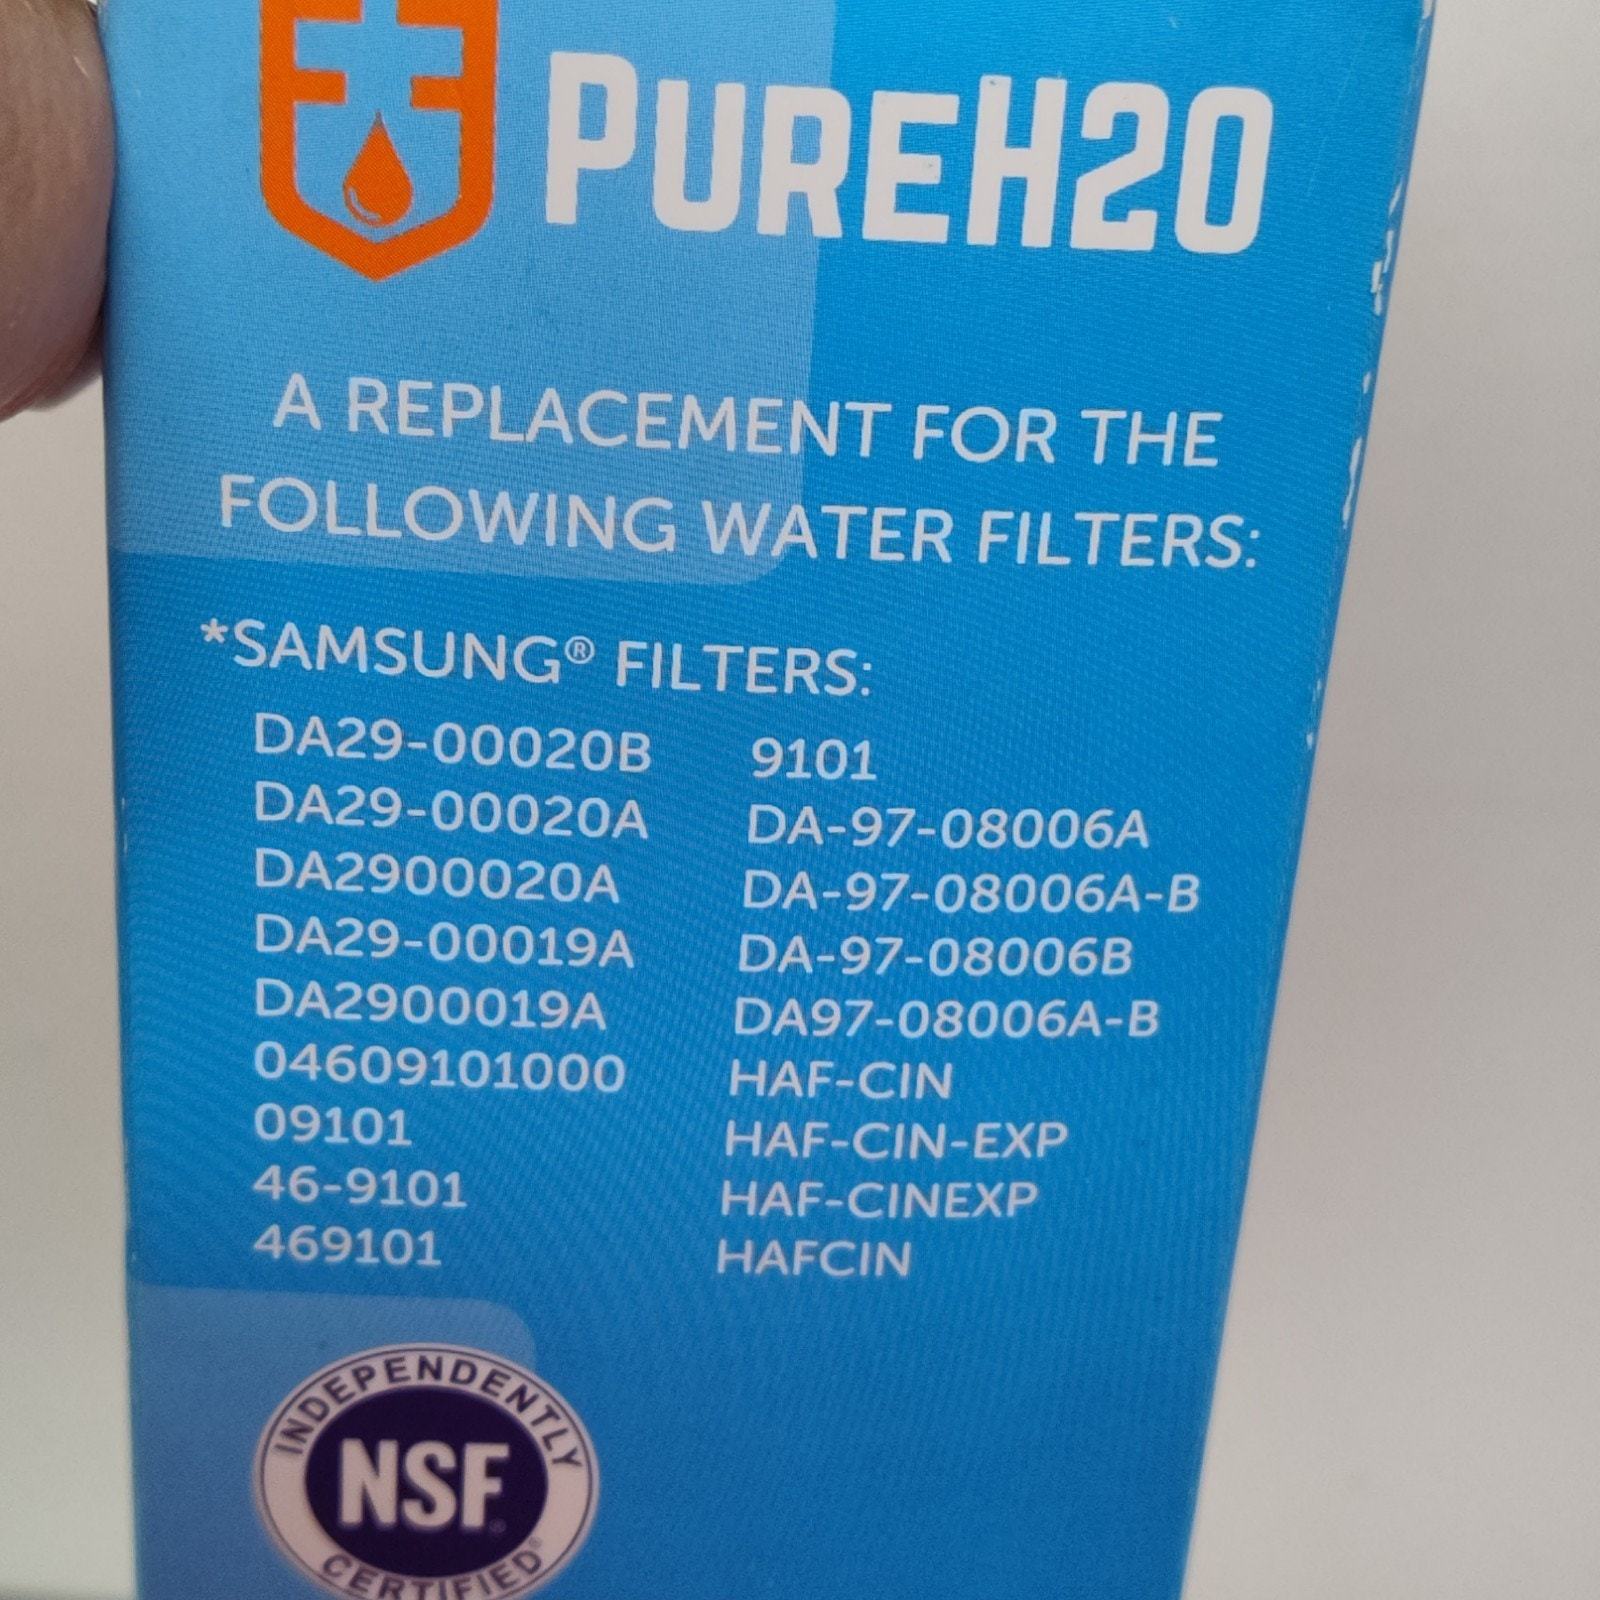 PUREH20
A REPLACEMENT FOR THE
FOLLOWING WATER FILTERS:
*SAMSUNG® FILTERS:
DA29-00020B
DA29-00020A
DA2900020A
DA29-00019A
DA2900019A
04609101000
09101
46-9101
469101
9101
DA-97-08006A
DA-97-08006A-B
DA-97-08006B
DA97-08006A-B
HAF-CIN
HAF-CIN-EXP
HAF-CINEXP
HAFCIN
INDEPENDENTLY
NSF®
CERTIFIED®